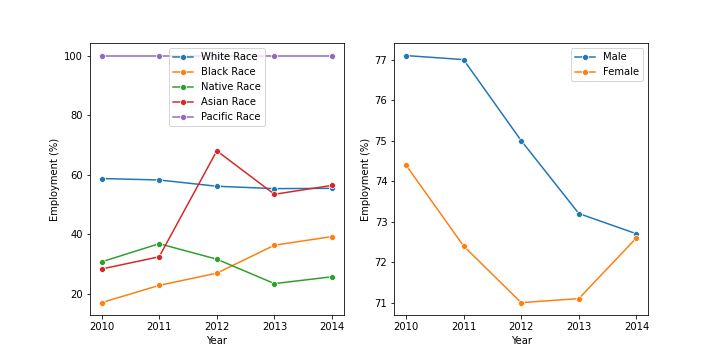 White Race
Black Race
Native Race
Asian Race
Pacific Race
100
80
60
40
20
Employment (%)
2010
2011
2012
2013
2014
Year
Male
Female
77
76
75
74
73
72
71
Employment (%)
2010
2011
2012
2013
2014
Year